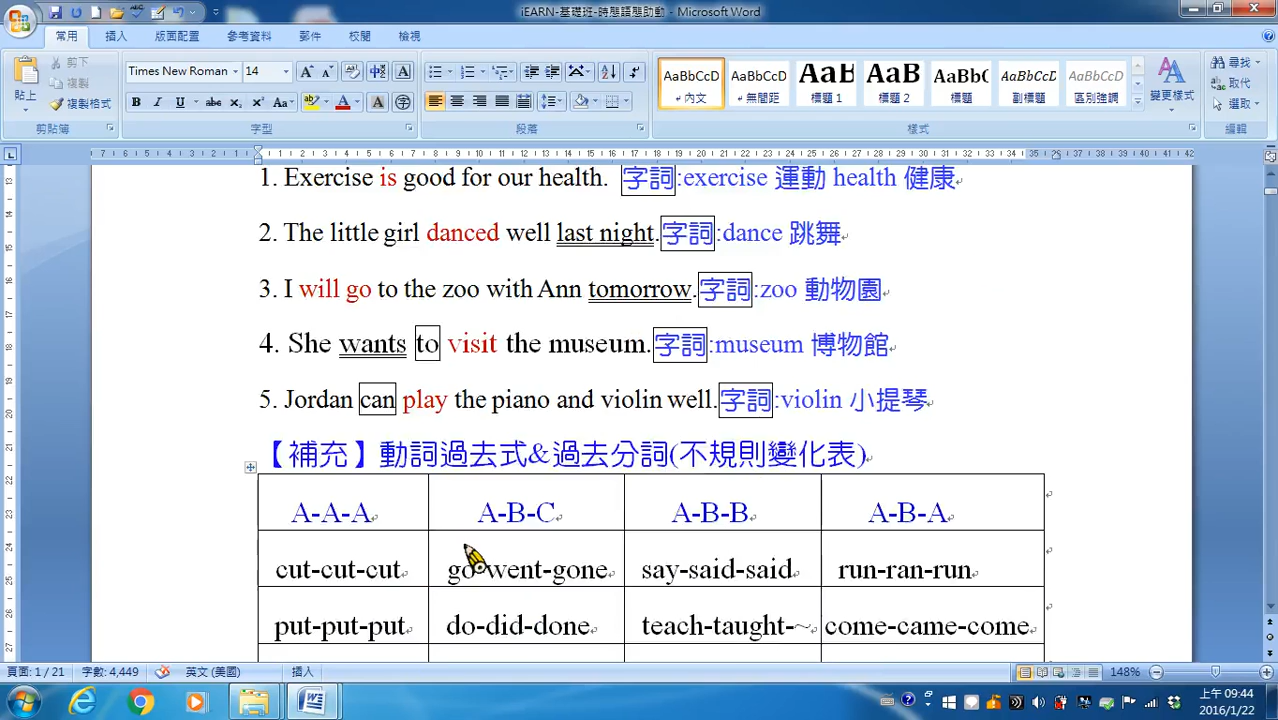 iEARN-基礎班-時態語態助動 - Microsoft Word
常用 插入 版面配置 參考資料 郵件 校閱 檢視
貼上 剪下 複製 複製格式 剪貼簿
Times New Roman 14
B I U abc x₂ x² Aa
字型 段落
AaBbCcD 內文
AaBbCcD 無間距
AaBb 標題 1
AaB 標題 2
AaBbCc 標題
AaBbCcD 副標題
AaBbCcD 區別強調
變更樣式 樣式
尋找 取代 選取 編輯
1. Exercise is good for our health. 字詞:exercise 運動 health 健康
2. The little girl danced well last night.字詞:dance 跳舞
3. I will go to the zoo with Ann tomorrow.字詞:zoo 動物園
4. She wants to visit the museum.字詞:museum 博物館
5. Jordan can play the piano and violin well.字詞:violin 小提琴
【補充】動詞過去式&過去分詞(不規則變化表)
A-A-A A-B-C A-B-B A-B-A
cut-cut-cut go-went-gone say-said-said run-ran-run
put-put-put do-did-done teach-taught-~ come-came-come
頁面: 1 / 21 字數: 4,449 英文 (美國) 插入 148%
上午 09:44
2016/1/22